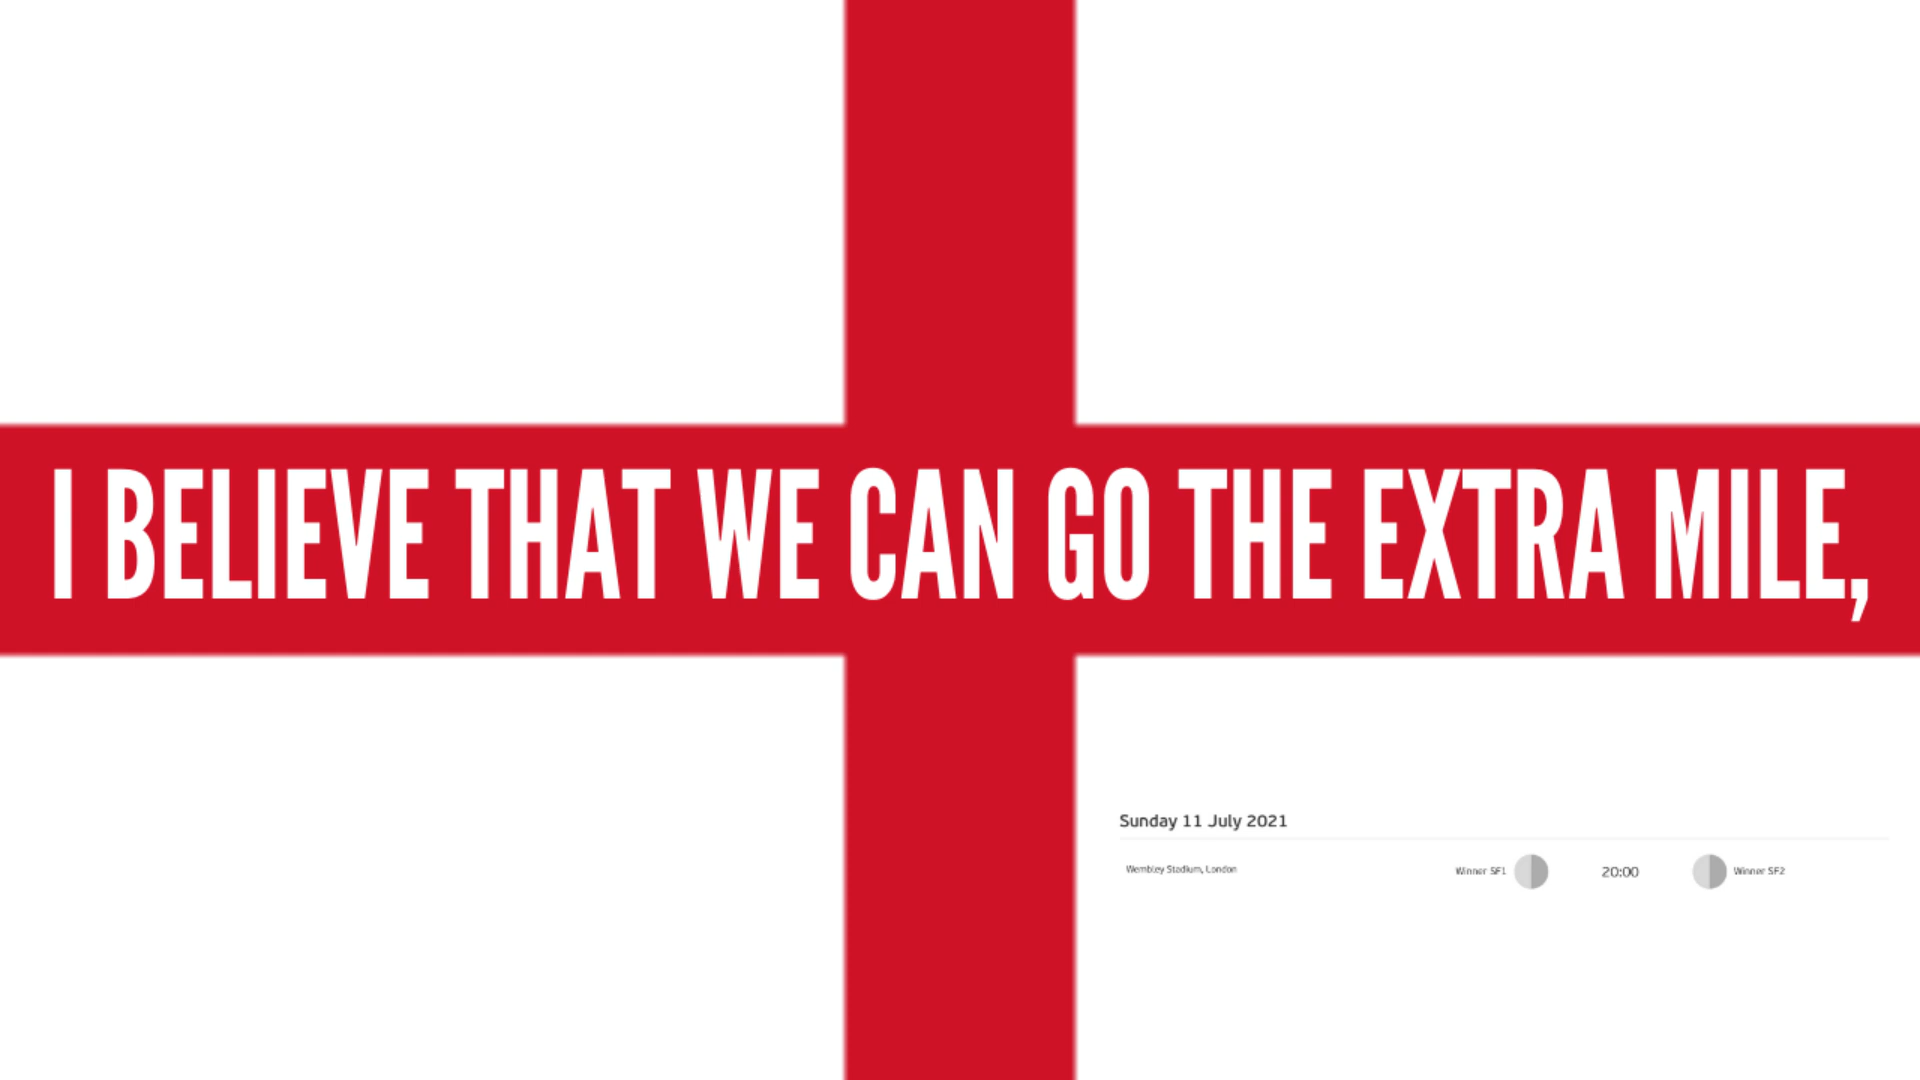 I BELIEVE THAT WE CAN GO THE EXTRA MILE,
Sunday 11 July 2021
Wembley Stadium, London Winner SF1 20:00 Winner SF2